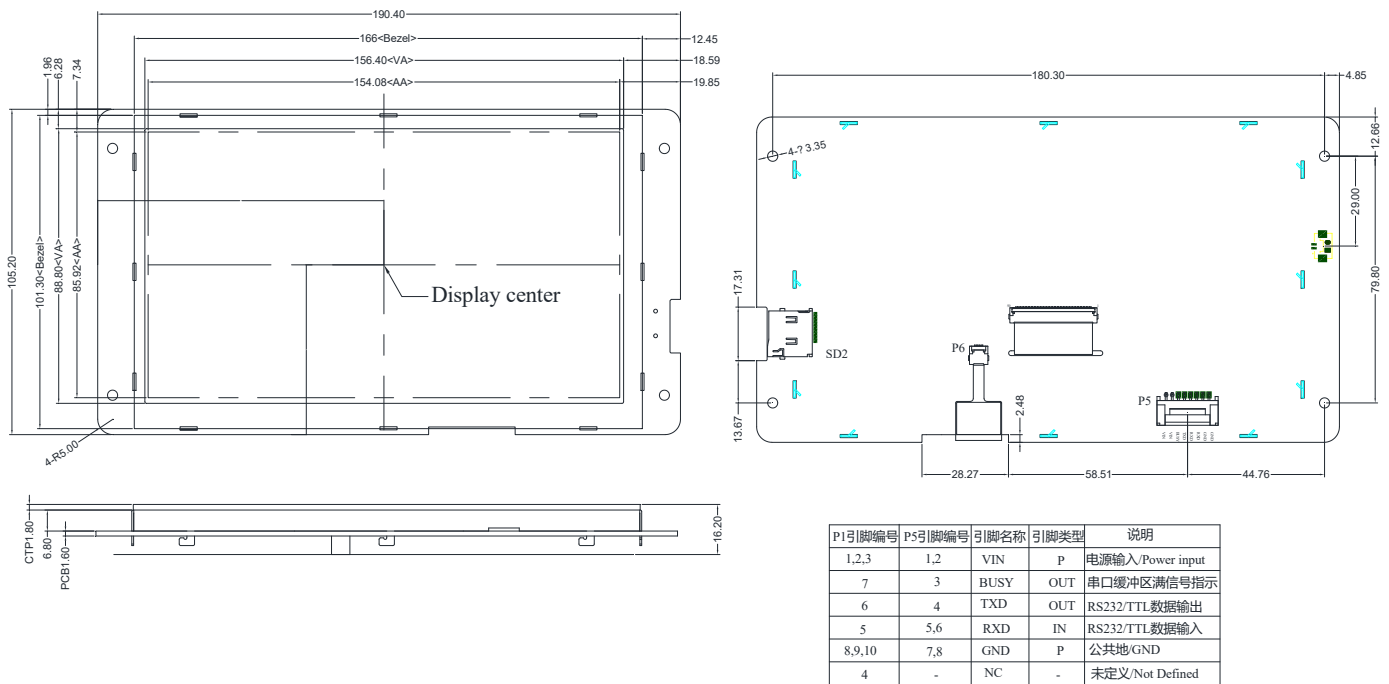 190.40
166<Bezel>
12.45
156.40<VA>
18.59
154.08<AA>
19.85
1.96
6.28
7.34
105.20
101.30<Bezel>
88.80<VA>
85.92<AA>
Display center
4-R5.00
180.30
4.85
12.66
4-? 3.35
29.00
79.80
17.31
SD2
P6
P5
13.67
2.48
28.27
58.51
44.76
CTP1.80
6.80
PCB1.60
16.20
P1引脚编号 P5引脚编号 引脚名称 引脚类型 说明
1,2,3 1,2 VIN P 电源输入/Power input
7 3 BUSY OUT 串口缓冲区满信号指示
6 4 TXD OUT RS232/TTL数据输出
5 5,6 RXD IN RS232/TTL数据输入
8,9,10 7,8 GND P 公共地/GND
4 - NC - 未定义/Not Defined